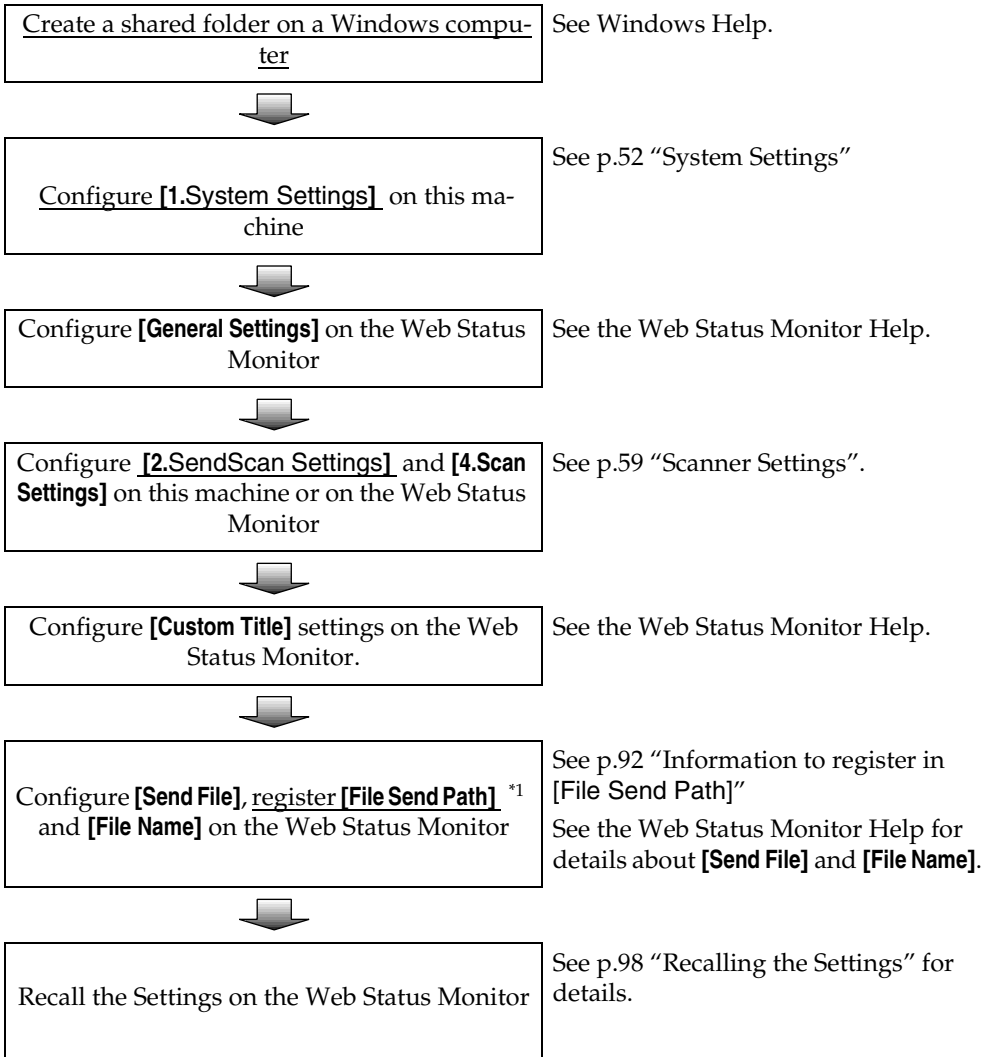 Create a shared folder on a Windows compu-
ter
See Windows Help.
Configure [1.System Settings] on this ma-
chine
See p.52 “System Settings”
Configure [General Settings] on the Web Status
Monitor
See the Web Status Monitor Help.
Configure [2.SendScan Settings] and [4.Scan
Settings] on this machine or on the Web Status
Monitor
See p.59 “Scanner Settings”.
Configure [Custom Title] settings on the Web
Status Monitor.
See the Web Status Monitor Help.
Configure [Send File], register [File Send Path] *1
and [File Name] on the Web Status Monitor
See p.92 “Information to register in
[File Send Path]”
See the Web Status Monitor Help for
details about [Send File] and [File Name].
Recall the Settings on the Web Status Monitor
See p.98 “Recalling the Settings” for
details.